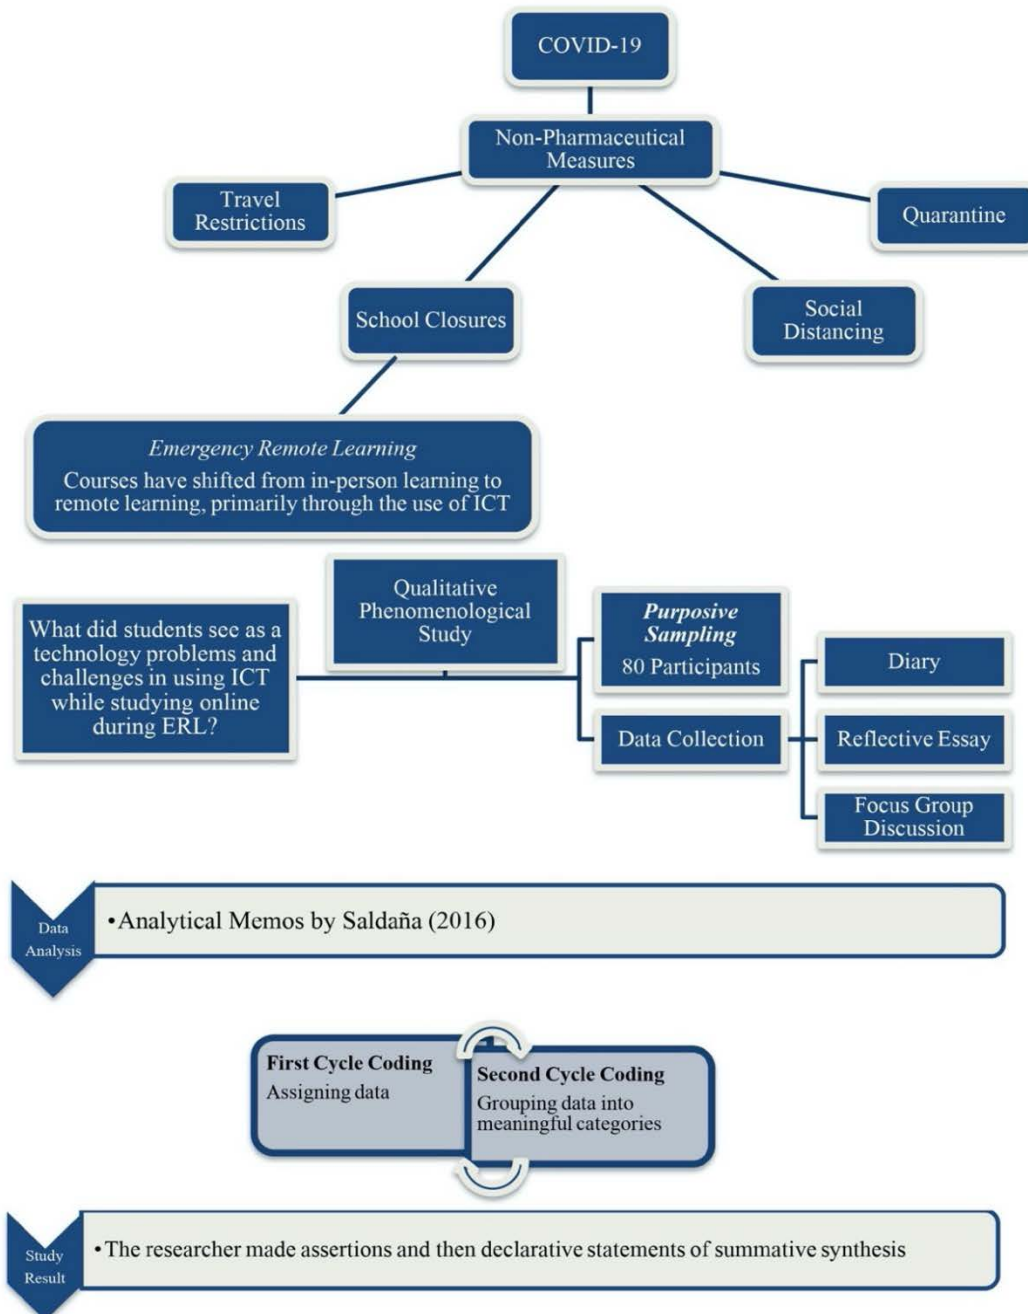 COVID-19
Non-Pharmaceutical
Measures
Travel
Restrictions
Quarantine
School Closures
Social
Distancing
Emergency Remote Learning
Courses have shifted from in-person learning to
remote learning, primarily through the use of ICT
What did students see as a
technology problems and
challenges in using ICT
while studying online
during ERL?
Qualitative
Phenomenological
Study
Purposive
Sampling
80 Participants
Data Collection
Diary
Reflective Essay
Focus Group
Discussion
Data
Analysis
•Analytical Memos by Saldaña (2016)
First Cycle Coding
Assigning data
Second Cycle Coding
Grouping data into
meaningful categories
Study
Result
•The researcher made assertions and then declarative statements of summative synthesis